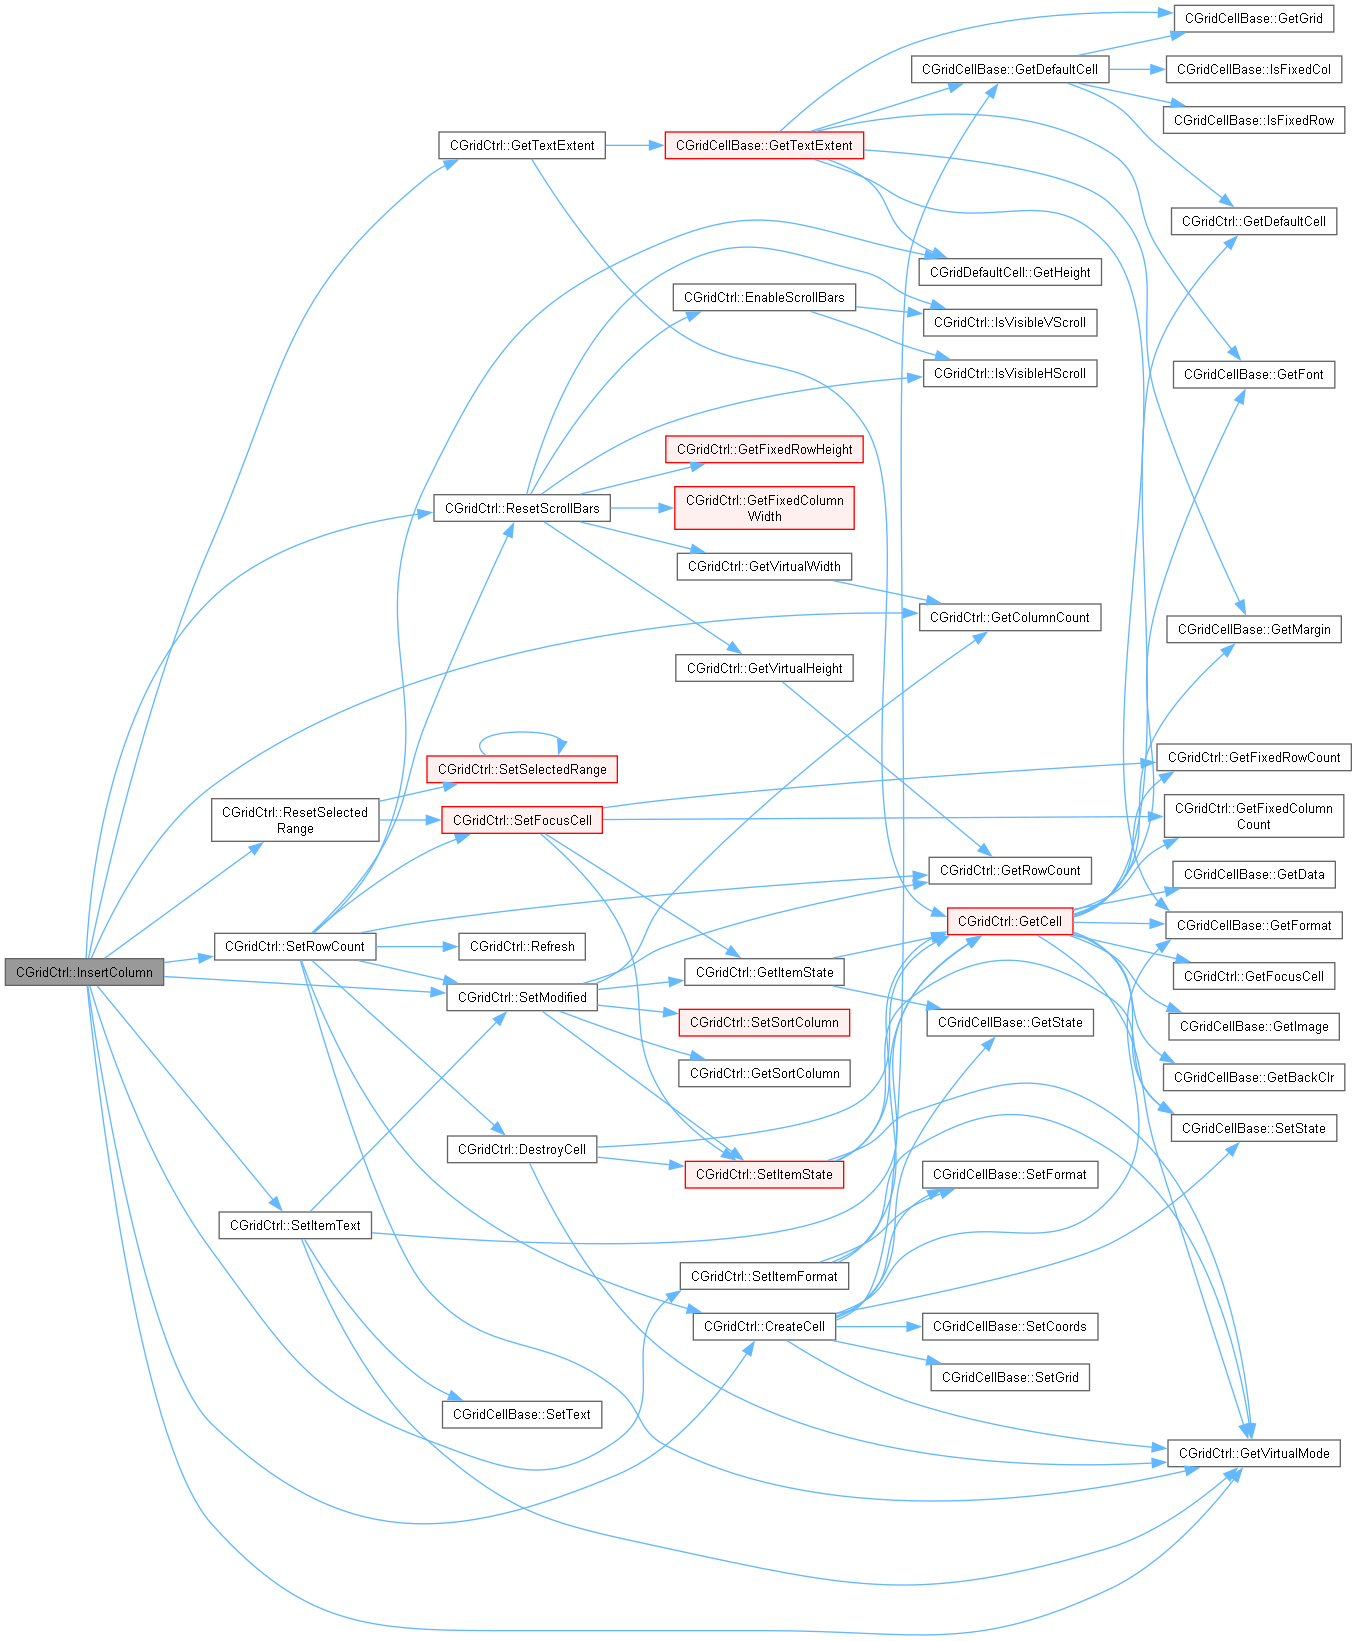 CGridCellBase::GetGrid
CGridCellBase::GetDefaultCell
CGridCellBase::IsFixedCol
CGridCellBase::IsFixedRow
CGridCtrl::GetTextExtent
CGridCellBase::GetTextExtent
CGridCtrl::GetDefaultCell
CGridDefaultCell::GetHeight
CGridCtrl::EnableScrollBars
CGridCtrl::IsVisibleVScroll
CGridCtrl::IsVisibleHScroll
CGridCellBase::GetFont
CGridCtrl::GetFixedRowHeight
CGridCtrl::ResetScrollBars
CGridCtrl::GetFixedColumn
Width
CGridCtrl::GetVirtualWidth
CGridCtrl::GetColumnCount
CGridCellBase::GetMargin
CGridCtrl::GetVirtualHeight
CGridCtrl::SetSelectedRange
CGridCtrl::GetFixedRowCount
CGridCtrl::ResetSelected
Range
CGridCtrl::SetFocusCell
CGridCtrl::GetFixedColumn
Count
CGridCtrl::GetRowCount
CGridCellBase::GetData
CGridCtrl::GetCell
CGridCellBase::GetFormat
CGridCtrl::SetRowCount
CGridCtrl::Refresh
CGridCtrl::InsertColumn
CGridCtrl::GetItemState
CGridCtrl::GetFocusCell
CGridCtrl::SetModified
CGridCtrl::SetSortColumn
CGridCellBase::GetState
CGridCellBase::GetImage
CGridCtrl::GetSortColumn
CGridCellBase::GetBackClr
CGridCellBase::SetState
CGridCtrl::DestroyCell
CGridCtrl::SetItemState
CGridCellBase::SetFormat
CGridCtrl::SetItemText
CGridCtrl::SetItemFormat
CGridCtrl::CreateCell
CGridCellBase::SetCoords
CGridCellBase::SetGrid
CGridCellBase::SetText
CGridCtrl::GetVirtualMode